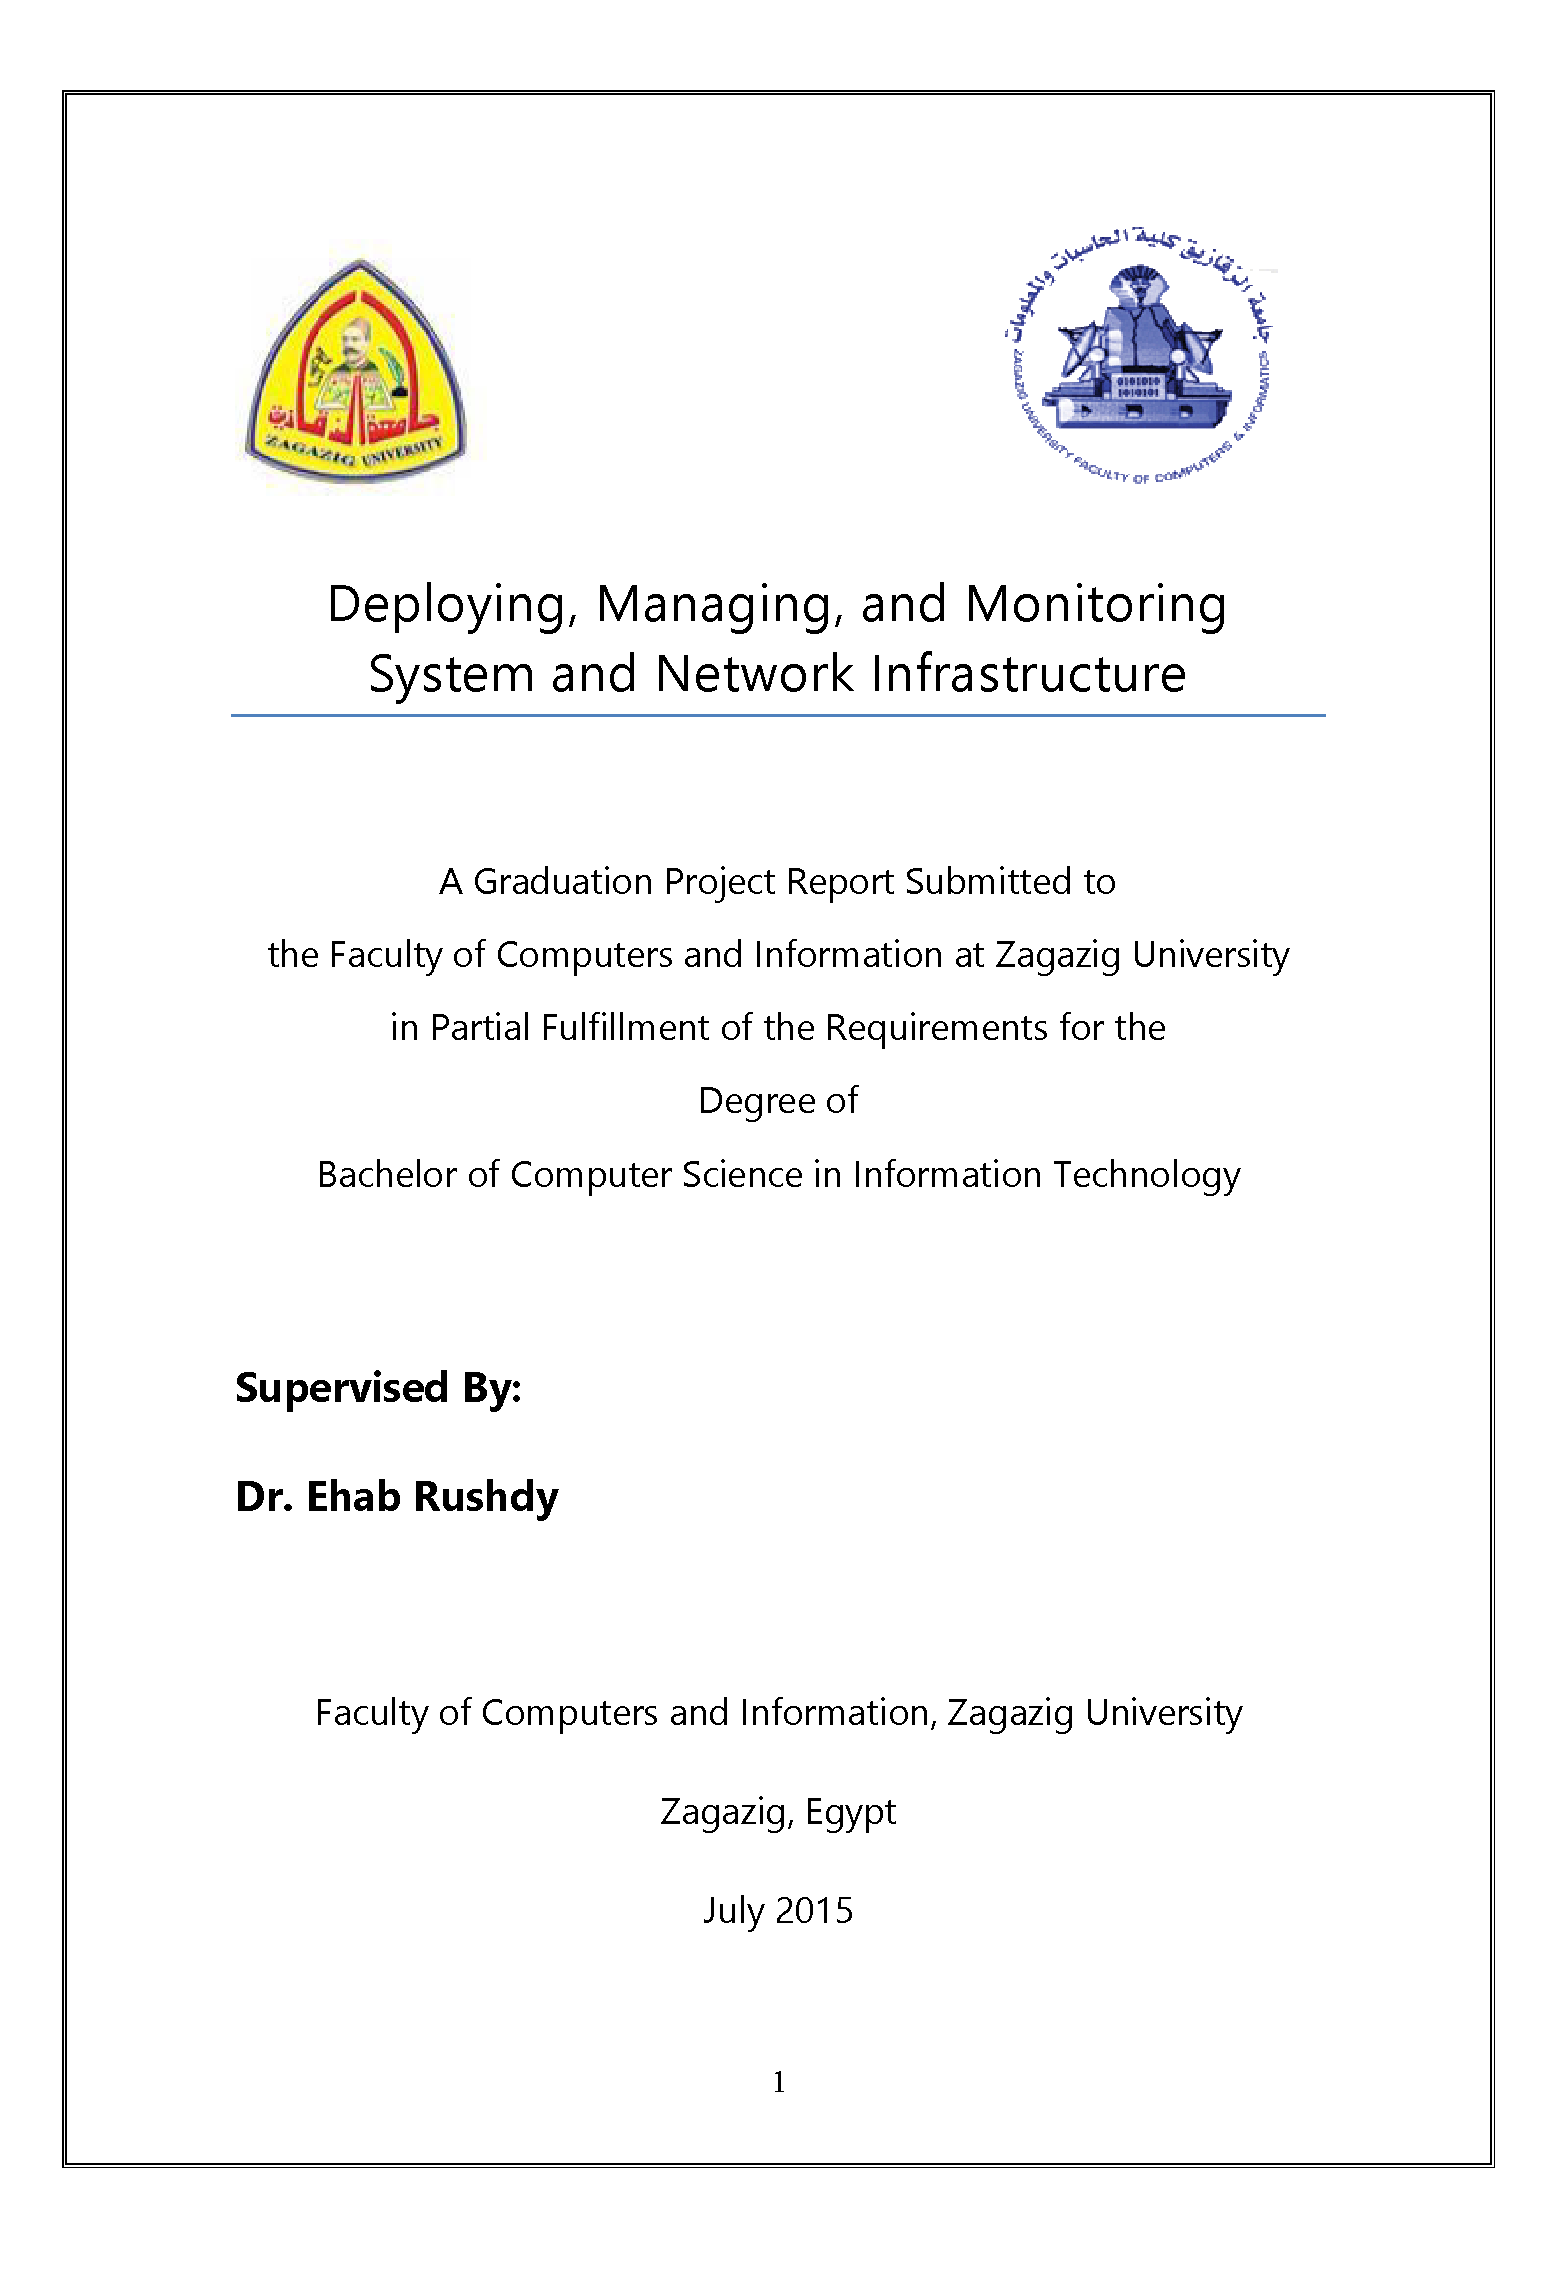 جامعة الزقازيق
ZAGAZIG UNIVERSITY
جامعة الزقازيق كلية الحاسبات والمعلومات
0101010
1010101
ZAGAZIG UNIVERSITY FACULTY OF COMPUTERS & INFORMATICS
Deploying, Managing, and Monitoring
System and Network Infrastructure
A Graduation Project Report Submitted to
the Faculty of Computers and Information at Zagazig University
in Partial Fulfillment of the Requirements for the
Degree of
Bachelor of Computer Science in Information Technology
Supervised By:
Dr. Ehab Rushdy
Faculty of Computers and Information, Zagazig University
Zagazig, Egypt
July 2015
1